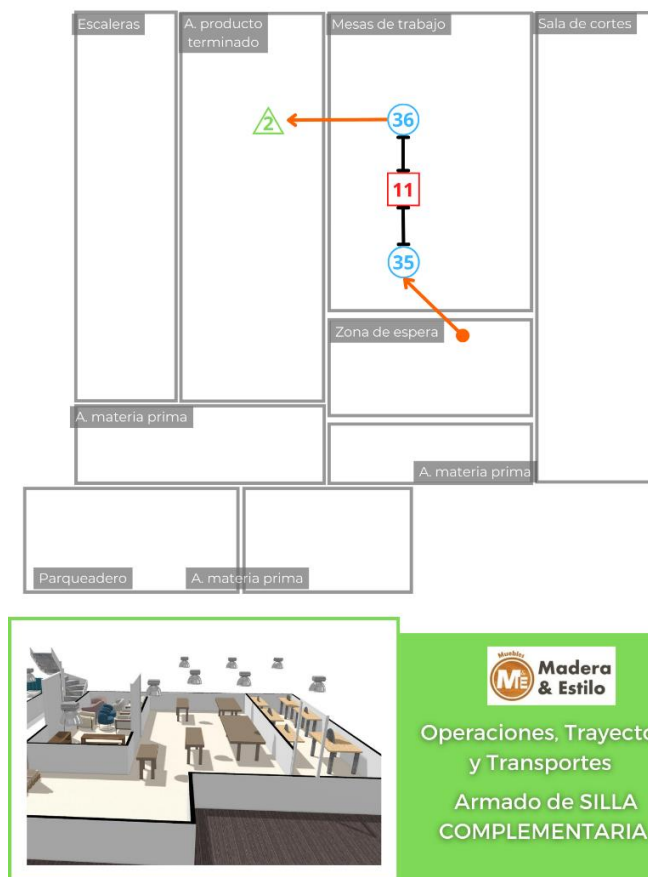 Escaleras
A. producto
terminado
Mesas de trabajo
Sala de cortes
2
36
11
35
Zona de espera
A. materia prima
A. materia prima
Parqueadero
A. materia prima
Muebles
ME
Madera
& Estilo
Operaciones, Trayecto
y Transportes
Armado de SILLA
COMPLEMENTARIA